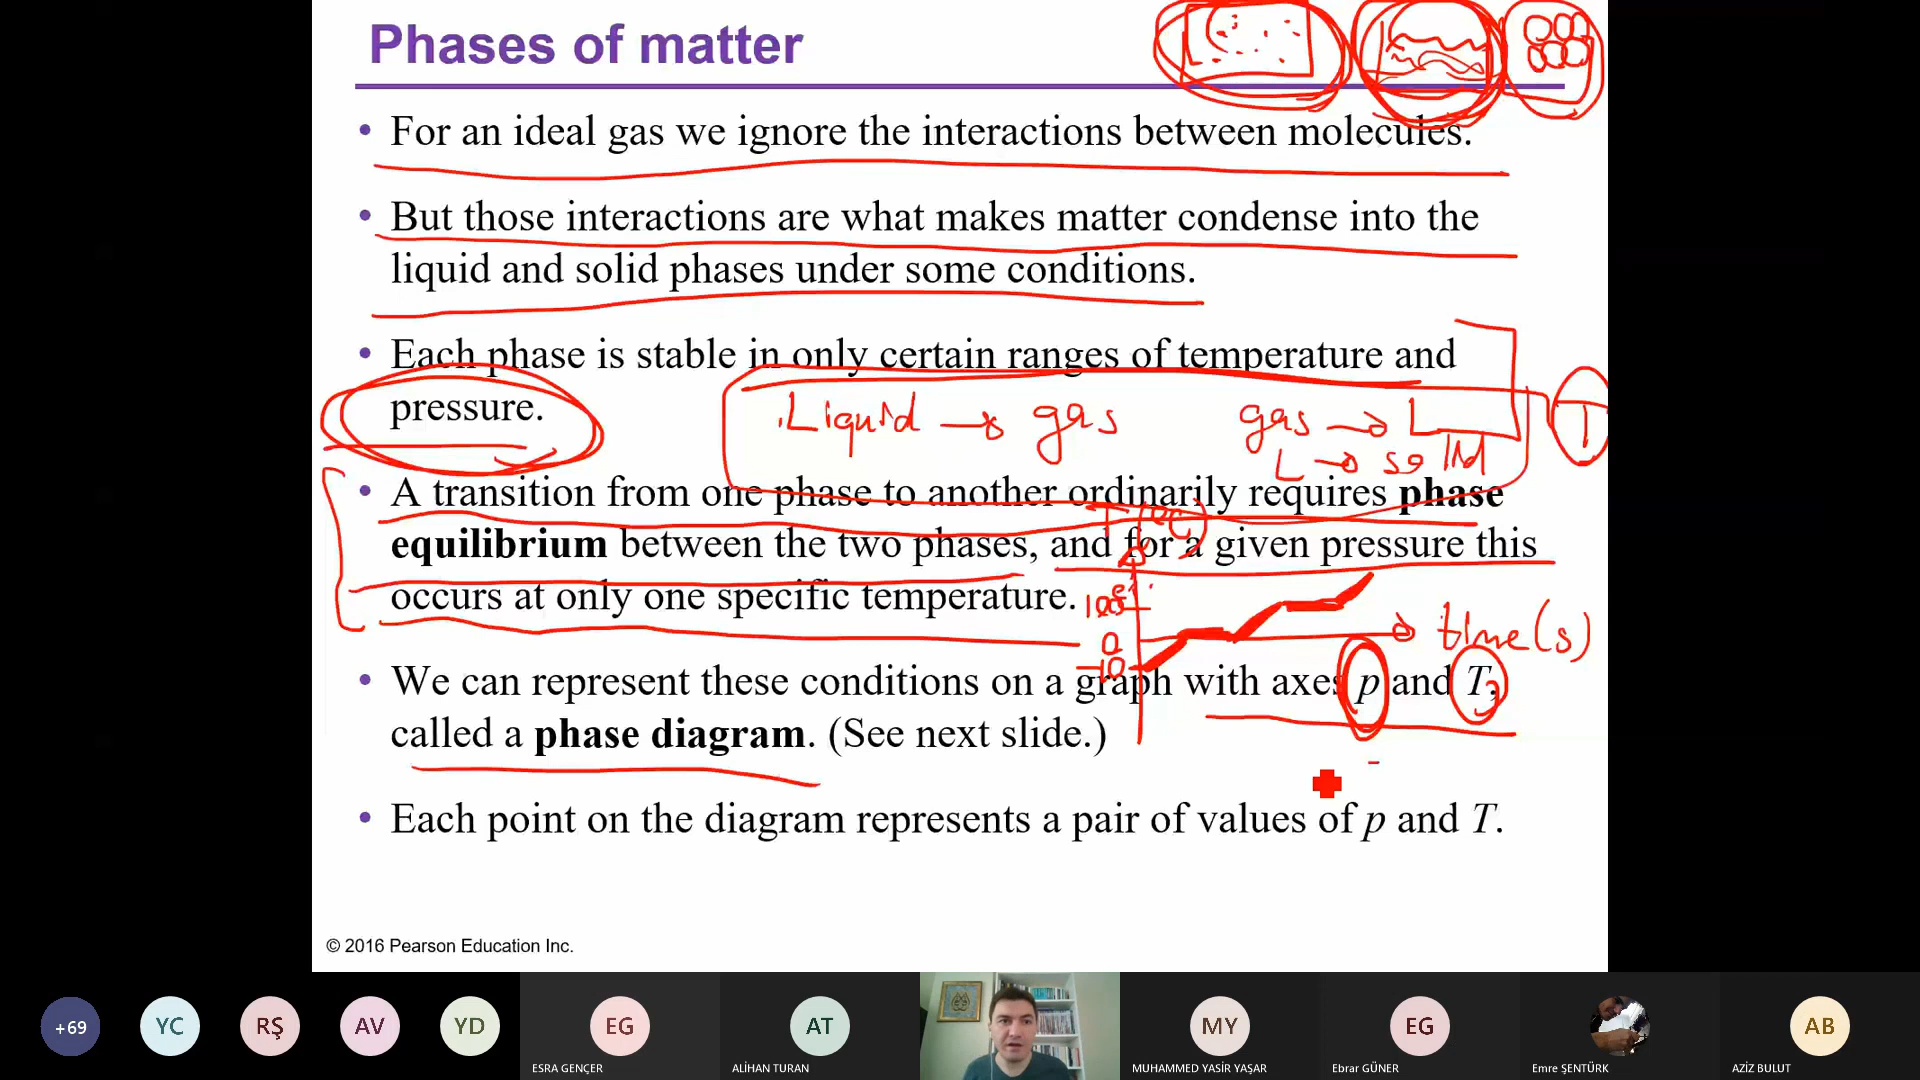 Phases of matter
• For an ideal gas we ignore the interactions between molecules.
• But those interactions are what makes matter condense into the
liquid and solid phases under some conditions.
• Each phase is stable in only certain ranges of temperature and
pressure.
Liquid → gas
gas → L
T
L → solid
• A transition from one phase to another ordinarily requires phase
equilibrium between the two phases, and for a given pressure this
occurs at only one specific temperature.
T (°C)
100
0
-10
time(s)
• We can represent these conditions on a graph with axes p and T,
called a phase diagram. (See next slide.)
• Each point on the diagram represents a pair of values of p and T.
© 2016 Pearson Education Inc.
+69
YC
RŞ
AV
YD
EG
AT
MY
EG
AB
ESRA GENÇER
ALİHAN TURAN
MUHAMMED YASİR YAŞAR
Ebrar GÜNER
Emre ŞENTÜRK
AZİZ BULUT